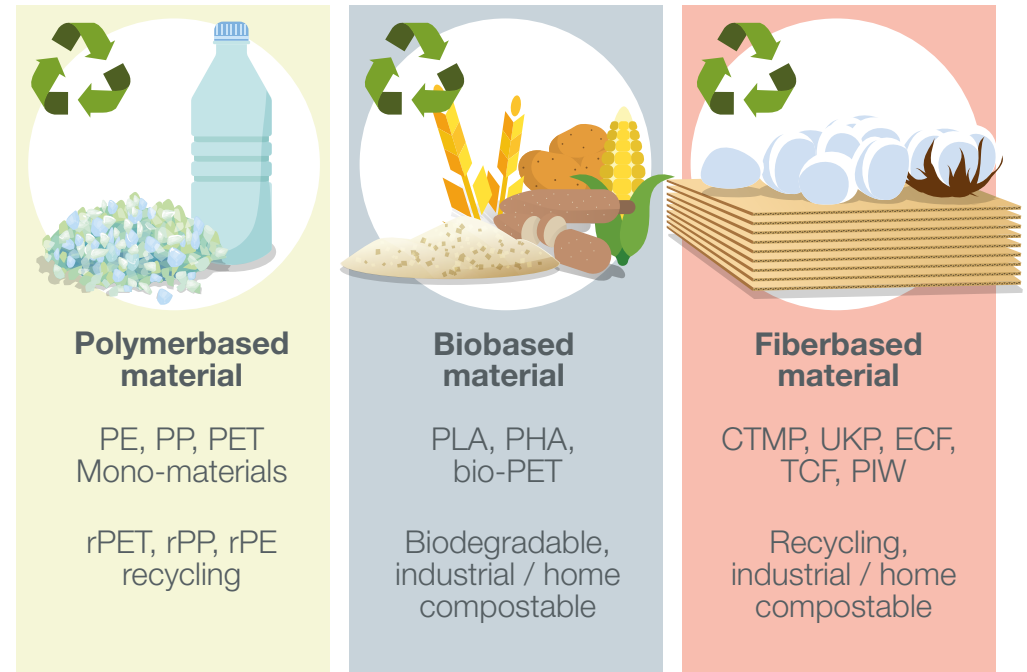 Polymerbased
material
PE, PP, PET
Mono-materials
rPET, rPP, rPE
recycling
Biobased
material
PLA, PHA,
bio-PET
Biodegradable,
industrial / home
compostable
Fiberbased
material
CTMP, UKP, ECF,
TCF, PIW
Recycling,
industrial / home
compostable